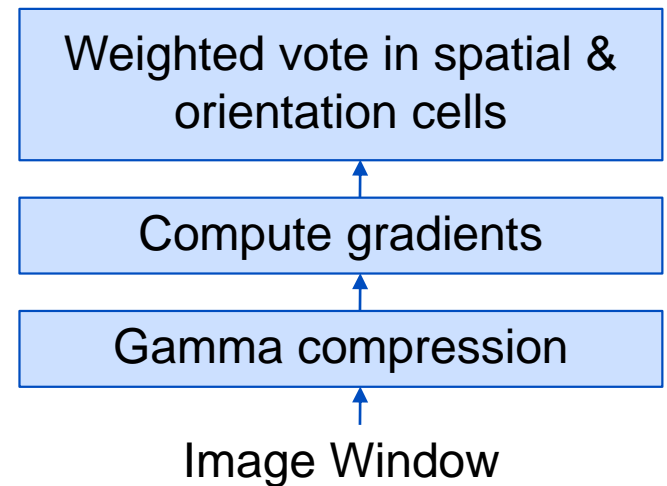 Weighted vote in spatial &
orientation cells
Compute gradients
Gamma compression
Image Window